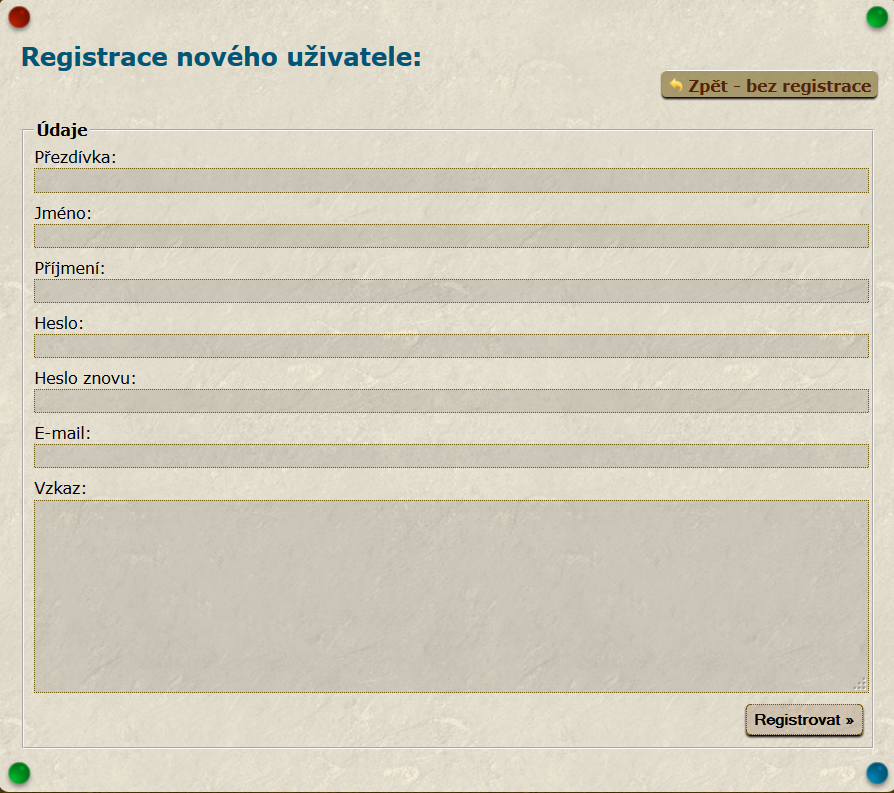 Registrace nového uživatele:
Zpět - bez registrace
Údaje
Přezdívka:
Jméno:
Příjmení:
Heslo:
Heslo znovu:
E-mail:
Vzkaz:
Registrovat »